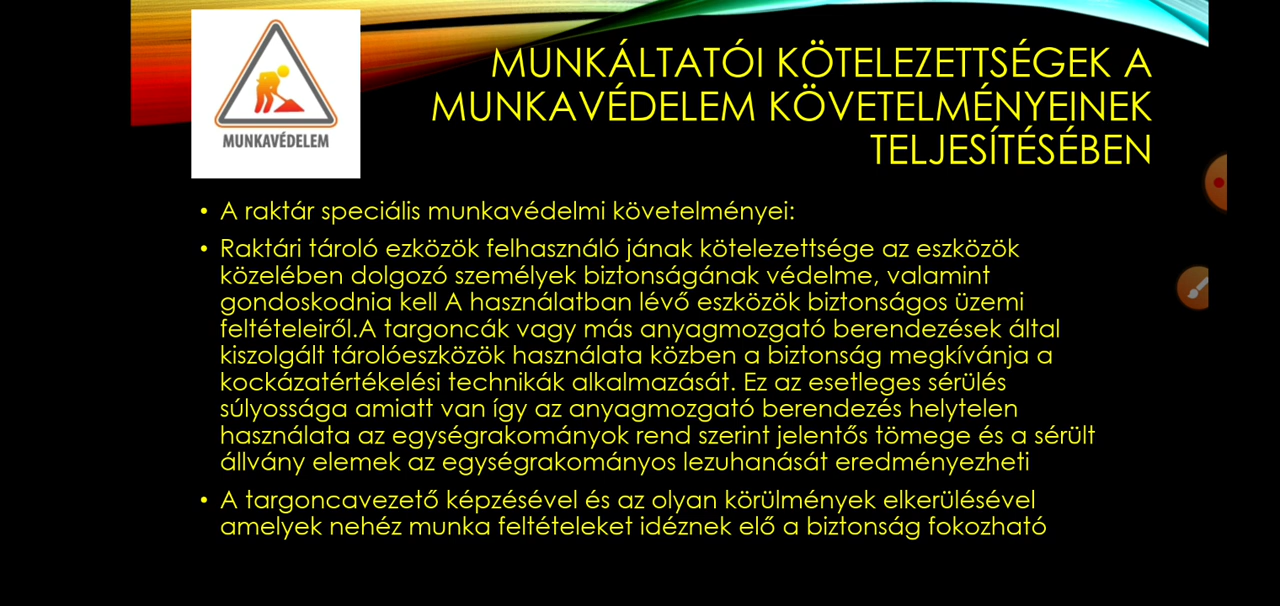 MUNKAVÉDELEM
MUNKÁLTATÓI KÖTELEZETTSÉGEK A
MUNKAVÉDELEM KÖVETELMÉNYEINEK
TELJESÍTÉSÉBEN
• A raktár speciális munkavédelmi követelményei:
• Raktári tároló ezközök felhasználó jának kötelezettsége az eszközök
közelében dolgozó személyek biztonságának védelme, valamint
gondoskodnia kell A használatban lévő eszközök biztonságos üzemi
feltételeiről.A targoncák vagy más anyagmozgató berendezések által
kiszolgált tárolóeszközök használata közben a biztonság megkívánja a
kockázatértékelési technikák alkalmazását. Ez az esetleges sérülés
súlyossága amiatt van így az anyagmozgató berendezés helytelen
használata az egységrakományok rend szerint jelentős tömege és a sérült
állvány elemek az egységrakományos lezuhanását eredményezheti
• A targoncavezető képzésével és az olyan körülmények elkerülésével
amelyek nehéz munka feltételeket idéznek elő a biztonság fokozható